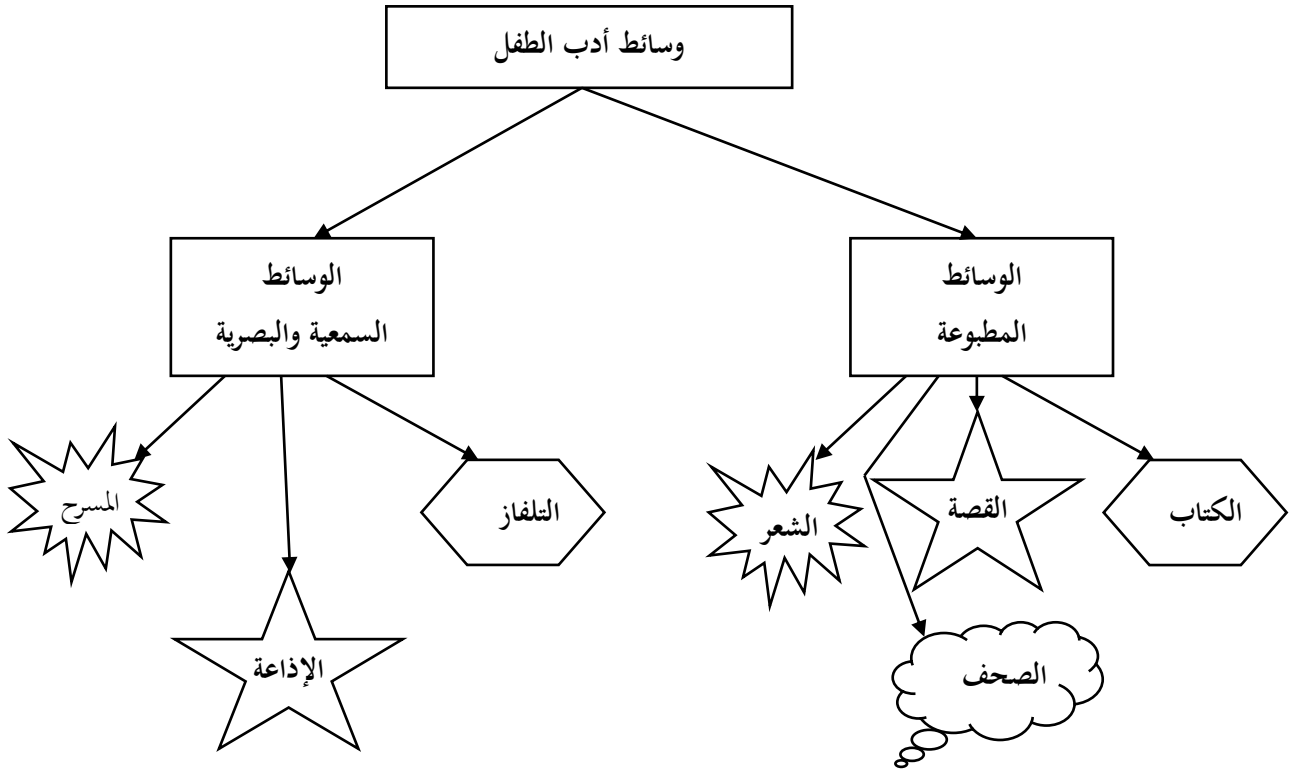 وسائط أدب الطفل
الوسائط
المطبوعة
الوسائط
السمعية والبصرية
الكتاب
القصة
الشعر
الصحف
التلفاز
الإذاعة
المسرح